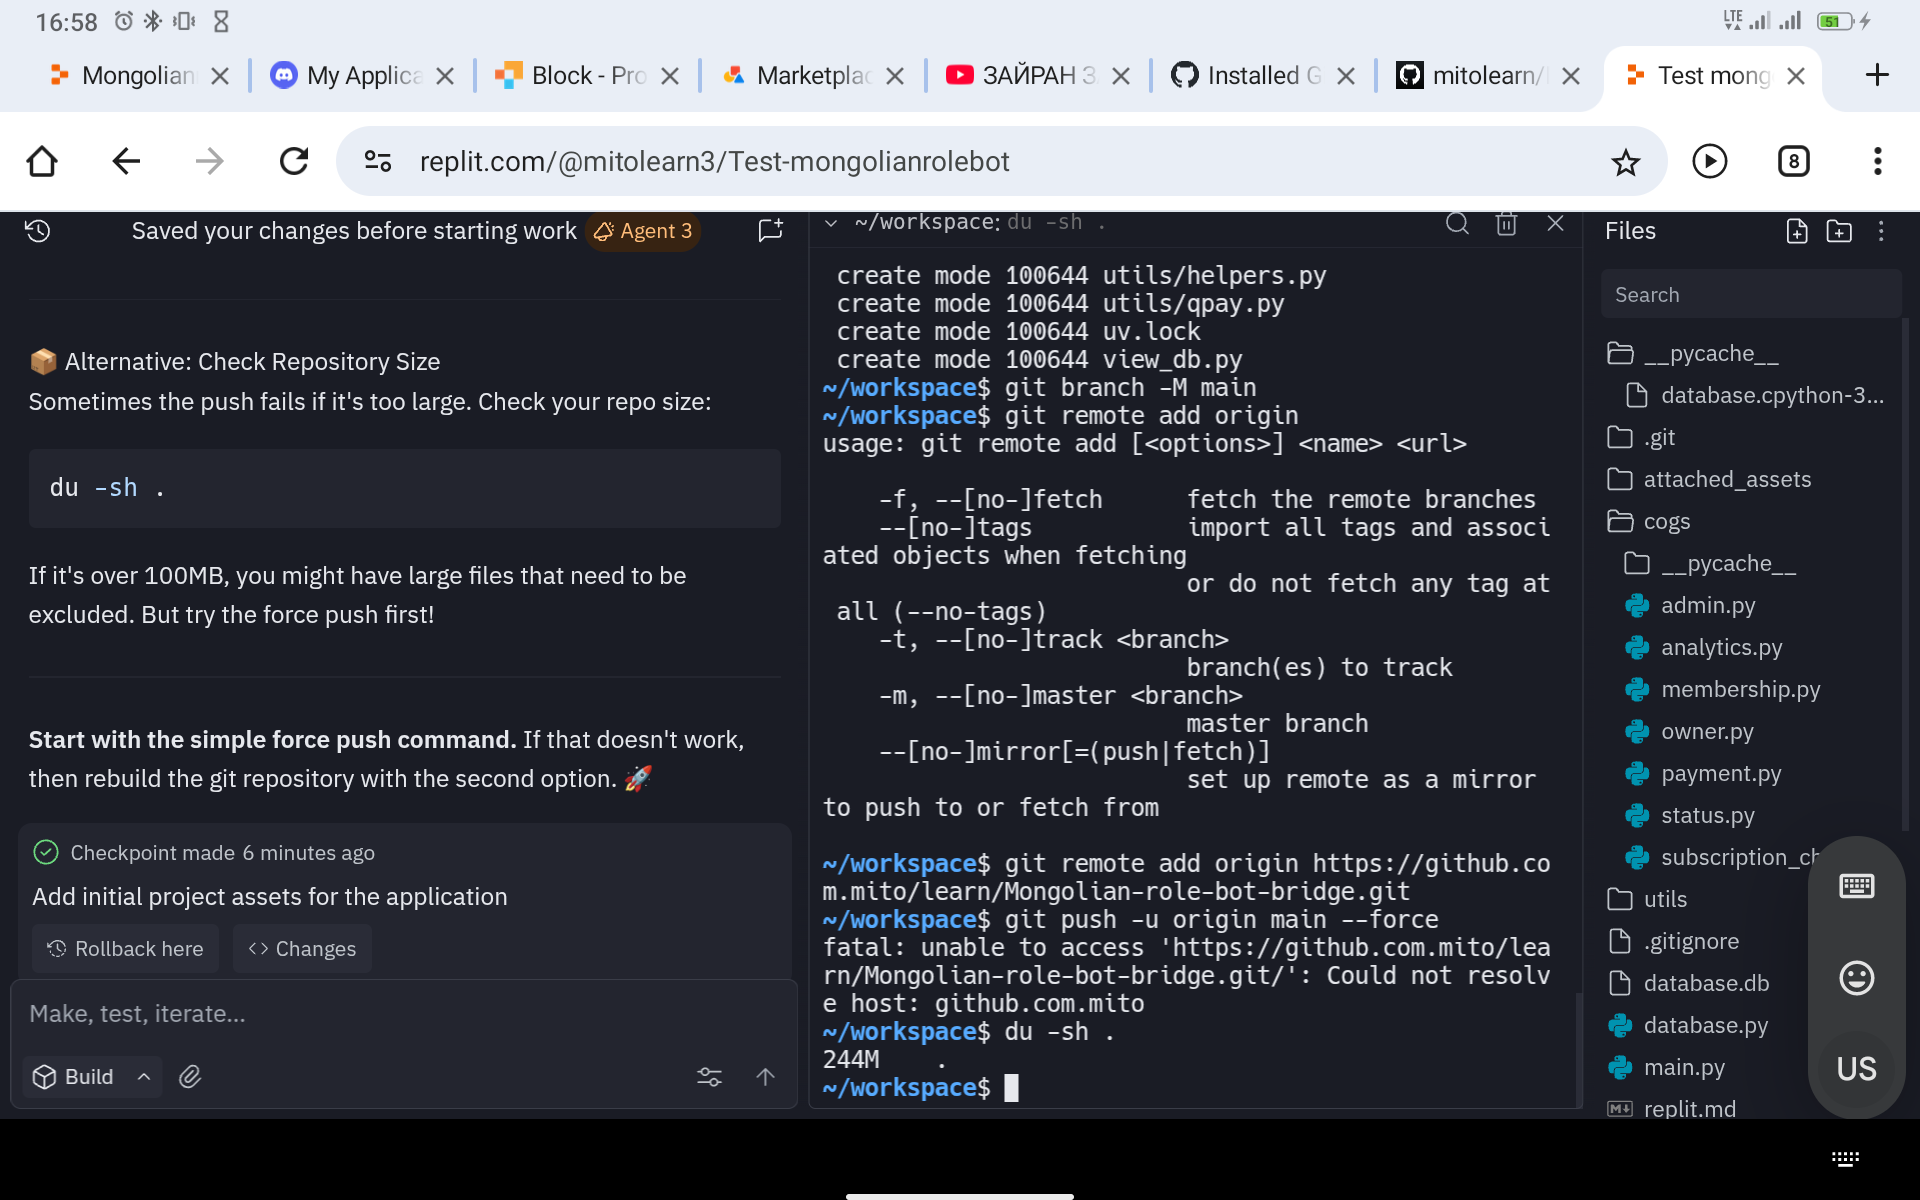 16:58
LTE
51
Mongolian
My Applica
Block - Pro
Marketplac
ЗАЙРАН З
Installed G
mitolearn/
Test mong
replit.com/@mitolearn3/Test-mongolianrolebot
8
Saved your changes before starting work
Agent 3
📦 Alternative: Check Repository Size
Sometimes the push fails if it's too large. Check your repo size:
du -sh .
If it's over 100MB, you might have large files that need to be
excluded. But try the force push first!
Start with the simple force push command. If that doesn't work,
then rebuild the git repository with the second option. 🚀
Checkpoint made 6 minutes ago
Add initial project assets for the application
Rollback here
<> Changes
Make, test, iterate...
Build
~/workspace: du -sh .
create mode 100644 utils/helpers.py
create mode 100644 utils/qpay.py
create mode 100644 uv.lock
create mode 100644 view_db.py
~/workspace$ git branch -M main
~/workspace$ git remote add origin
usage: git remote add [<options>] <name> <url>
-f, --[no-]fetch fetch the remote branches
--[no-]tags import all tags and associ
ated objects when fetching
or do not fetch any tag at
all (--no-tags)
-t, --[no-]track <branch>
branch(es) to track
-m, --[no-]master <branch>
master branch
--[no-]mirror[=(push|fetch)]
set up remote as a mirror
to push to or fetch from
~/workspace$ git remote add origin https://github.co
m.mito/learn/Mongolian-role-bot-bridge.git
~/workspace$ git push -u origin main --force
fatal: unable to access 'https://github.com.mito/lea
rn/Mongolian-role-bot-bridge.git/': Could not resolv
e host: github.com.mito
~/workspace$ du -sh .
244M .
~/workspace$
Files
Search
__pycache__
database.cpython-3...
.git
attached_assets
cogs
__pycache__
admin.py
analytics.py
membership.py
owner.py
payment.py
status.py
subscription_ch
utils
.gitignore
database.db
database.py
main.py
replit.md
US